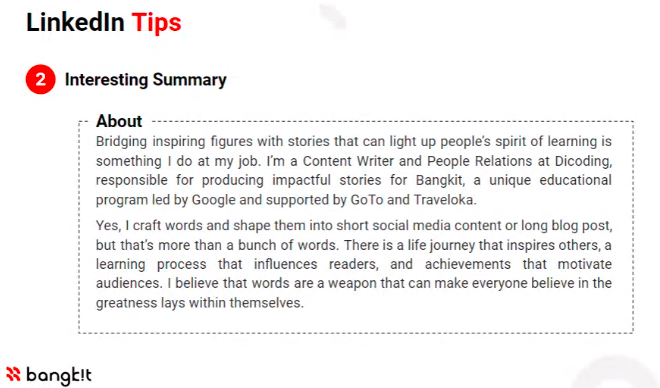 LinkedIn Tips
2 Interesting Summary
About
Bridging inspiring figures with stories that can light up people's spirit of learning is
something I do at my job. I'm a Content Writer and People Relations at Dicoding,
responsible for producing impactful stories for Bangkit, a unique educational
program led by Google and supported by GoTo and Traveloka.
Yes, I craft words and shape them into short social media content or long blog post,
but that's more than a bunch of words. There is a life journey that inspires others, a
learning process that influences readers, and achievements that motivate
audiences. I believe that words are a weapon that can make everyone believe in the
greatness lays within themselves.
bangk!t